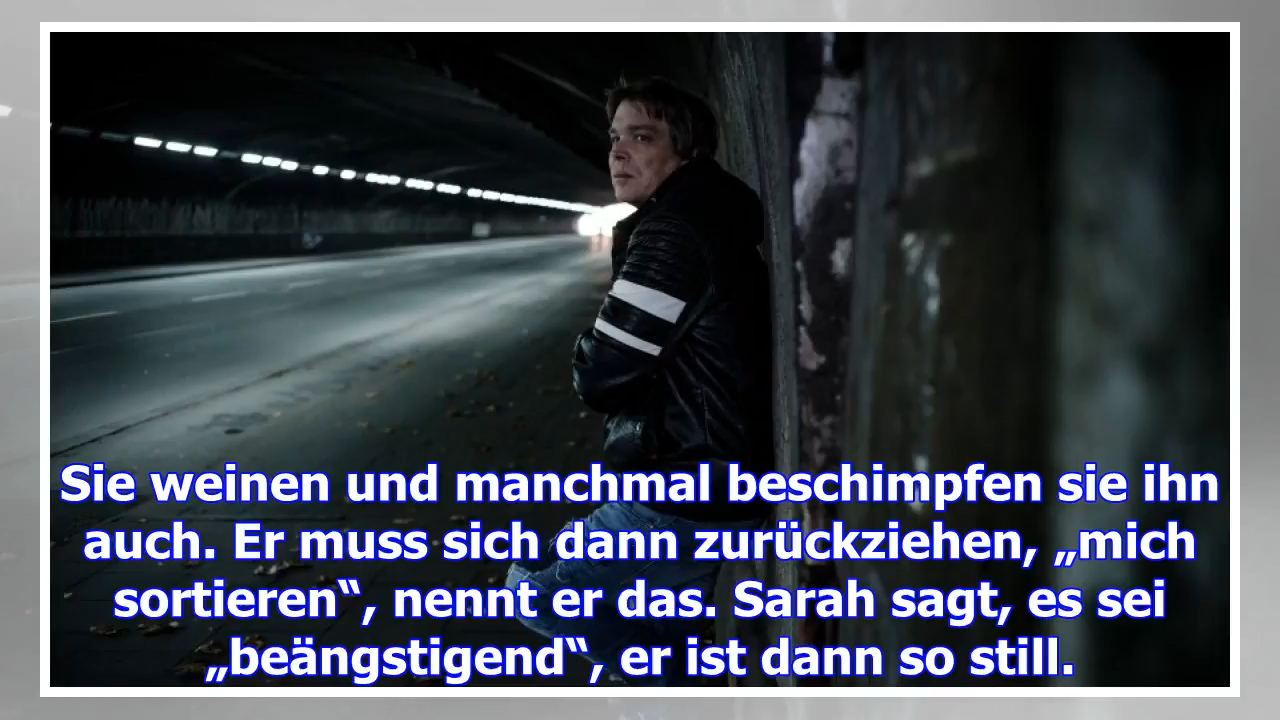 Sie weinen und manchmal beschimpfen sie ihn
auch. Er muss sich dann zurückziehen, „mich
sortieren“, nennt er das. Sarah sagt, es sei
„beängstigend“, er ist dann so still.